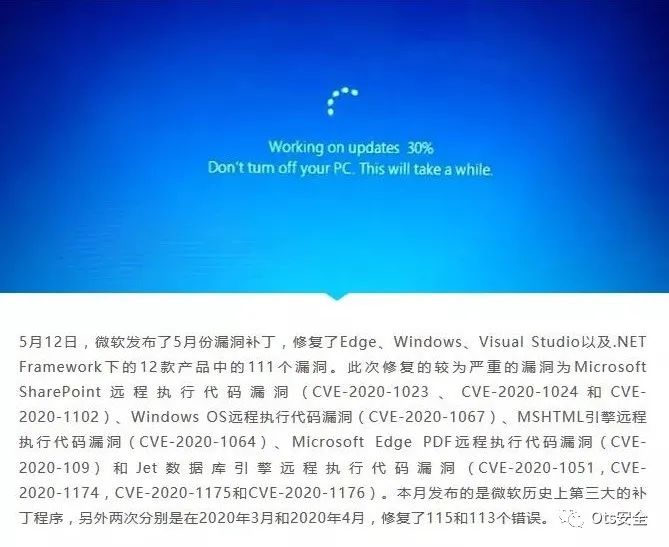 Working on updates 30%
Don't turn off your PC. This will take a while.
5月12日，微软发布了5月份漏洞补丁，修复了Edge、Windows、Visual Studio以及.NET
Framework下的12款产品中的111个漏洞。此次修复的较为严重的漏洞为Microsoft
SharePoint远程执行代码漏洞（CVE-2020-1023、CVE-2020-1024和CVE-
2020-1102）、Windows OS远程执行代码漏洞（CVE-2020-1067）、MSHTML引擎远程
执行代码漏洞（CVE-2020-1064）、Microsoft Edge PDF远程执行代码漏洞（CVE-
2020-109）和Jet数据库引擎远程执行代码漏洞（CVE-2020-1051,CVE-
2020-1174,CVE-2020-1175和CVE-2020-1176）。本月发布的是微软历史上第三大的补
丁程序，另外两次分别是在2020年3月和2020年4月，修复了115和113个错误。
Ots安全